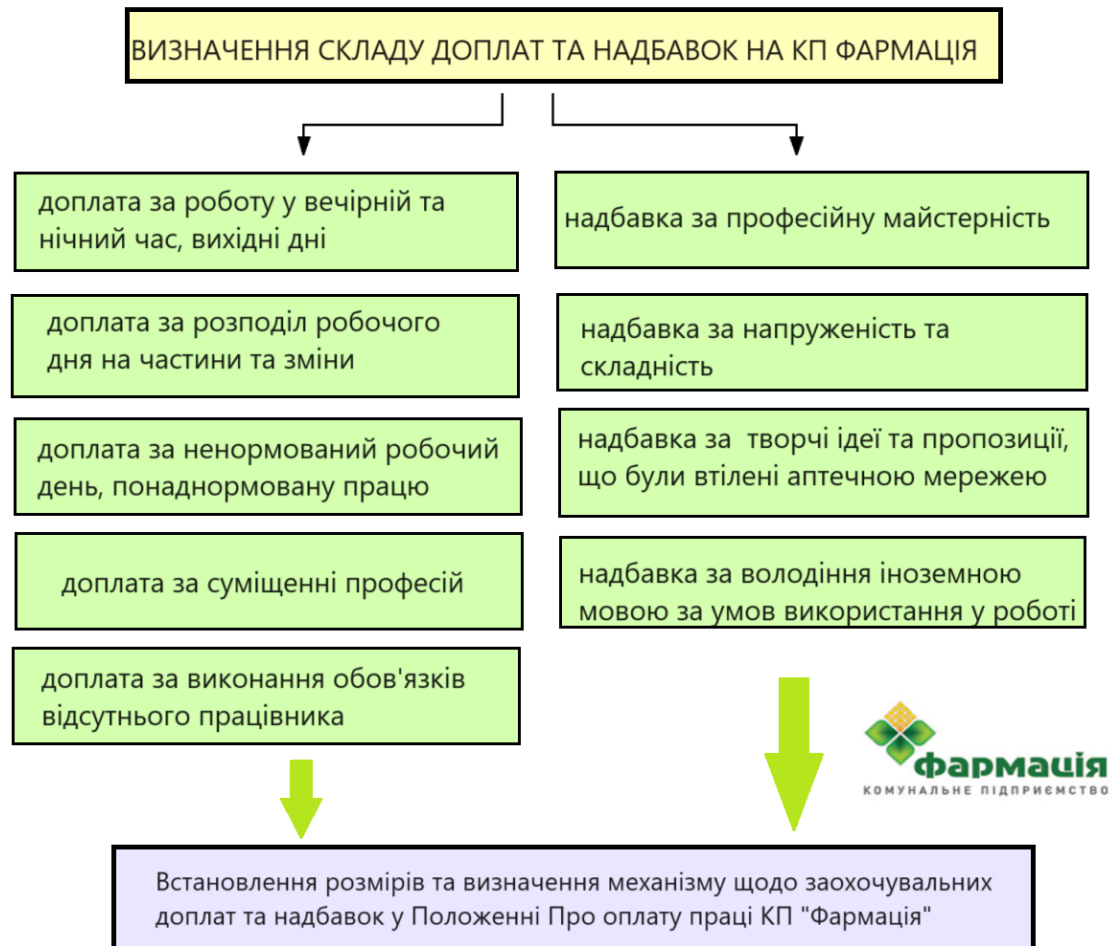 ВИЗНАЧЕННЯ СКЛАДУ ДОПЛАТ ТА НАДБАВОК НА КП ФАРМАЦІЯ
доплата за роботу у вечірній та
нічний час, вихідні дні
доплата за розподіл робочого
дня на частини та зміни
доплата за ненормований робочий
день, понаднормовану працю
доплата за суміщенні професій
доплата за виконання обов'язків
відсутнього працівника
надбавка за професійну майстерність
надбавка за напруженість та
складність
надбавка за творчі ідеї та пропозиції,
що були втілені аптечною мережею
надбавка за володіння іноземною
мовою за умов використання у роботі
фармація
КОМУНАЛЬНЕ ПІДПРИЄМСТВО
Встановлення розмірів та визначення механізму щодо заохочувальних
доплат та надбавок у Положенні Про оплату праці КП "Фармація"